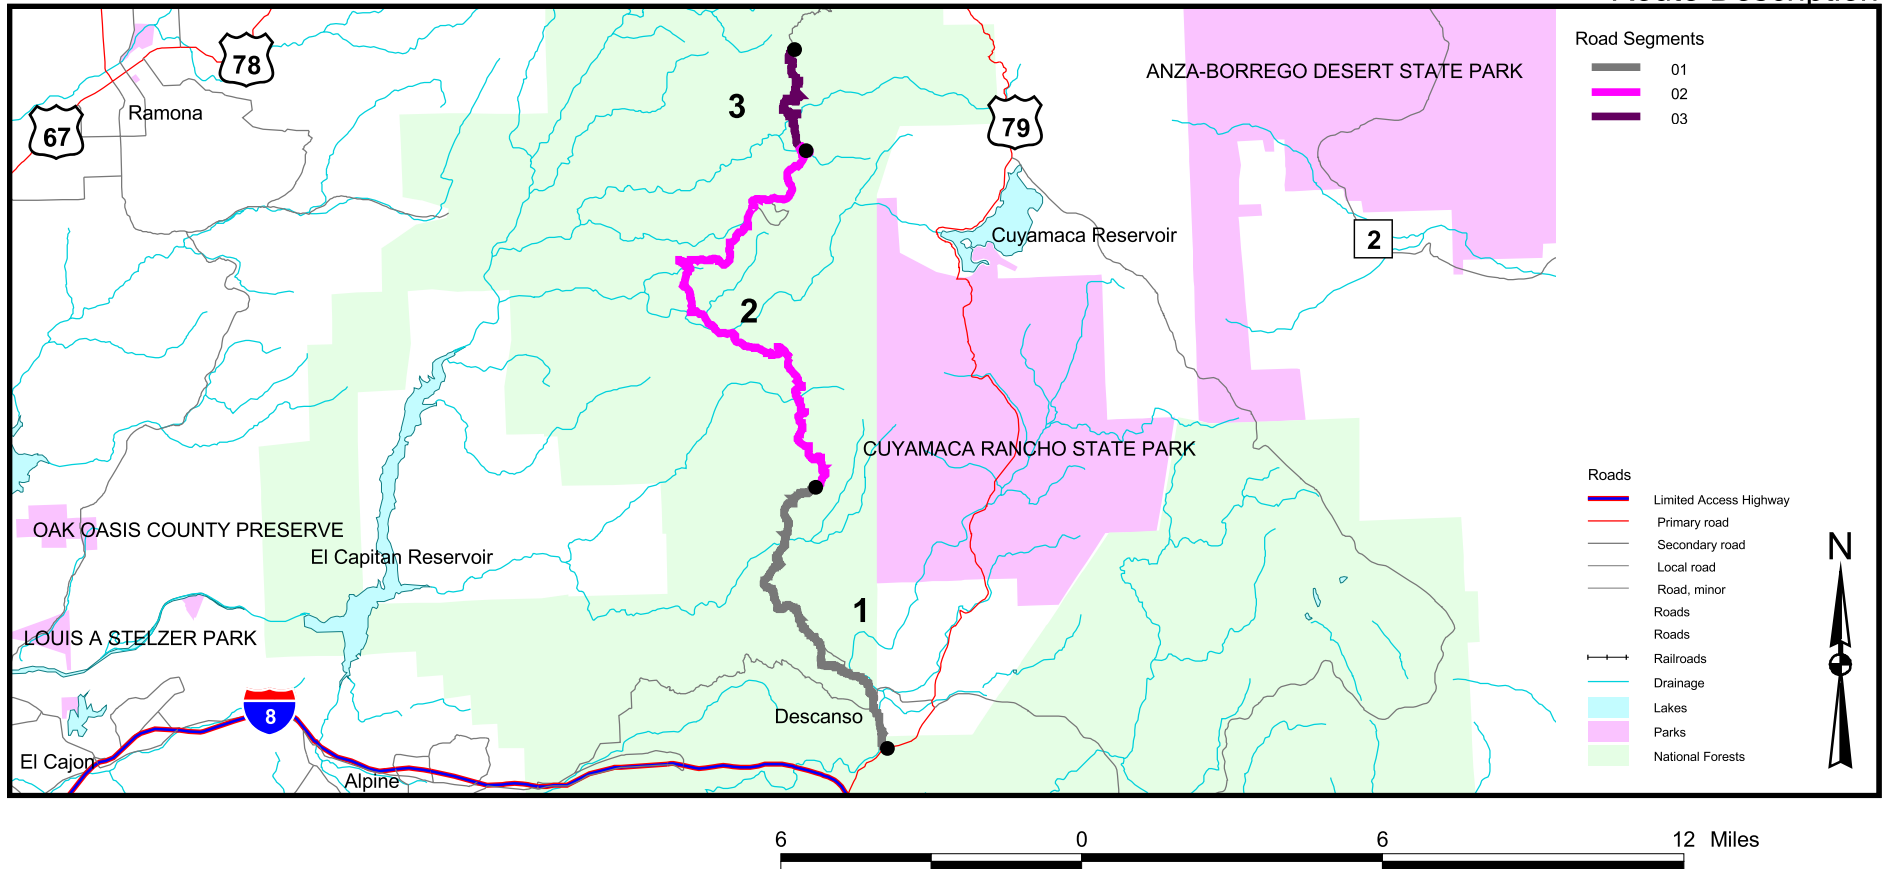 Route Description
78
67
Ramona
3
79
ANZA-BORREGO DESERT STATE PARK
Road Segments
01
02
03
Cuyamaca Reservoir
2
2
CUYAMACA RANCHO STATE PARK
OAK OASIS COUNTY PRESERVE
El Capitan Reservoir
1
LOUIS A STELZER PARK
Descanso
8
El Cajon
Alpine
Roads
Limited Access Highway
Primary road
Secondary road
Local road
Road, minor
Roads
Roads
Railroads
Drainage
Lakes
Parks
National Forests
N
6 0 6 12 Miles